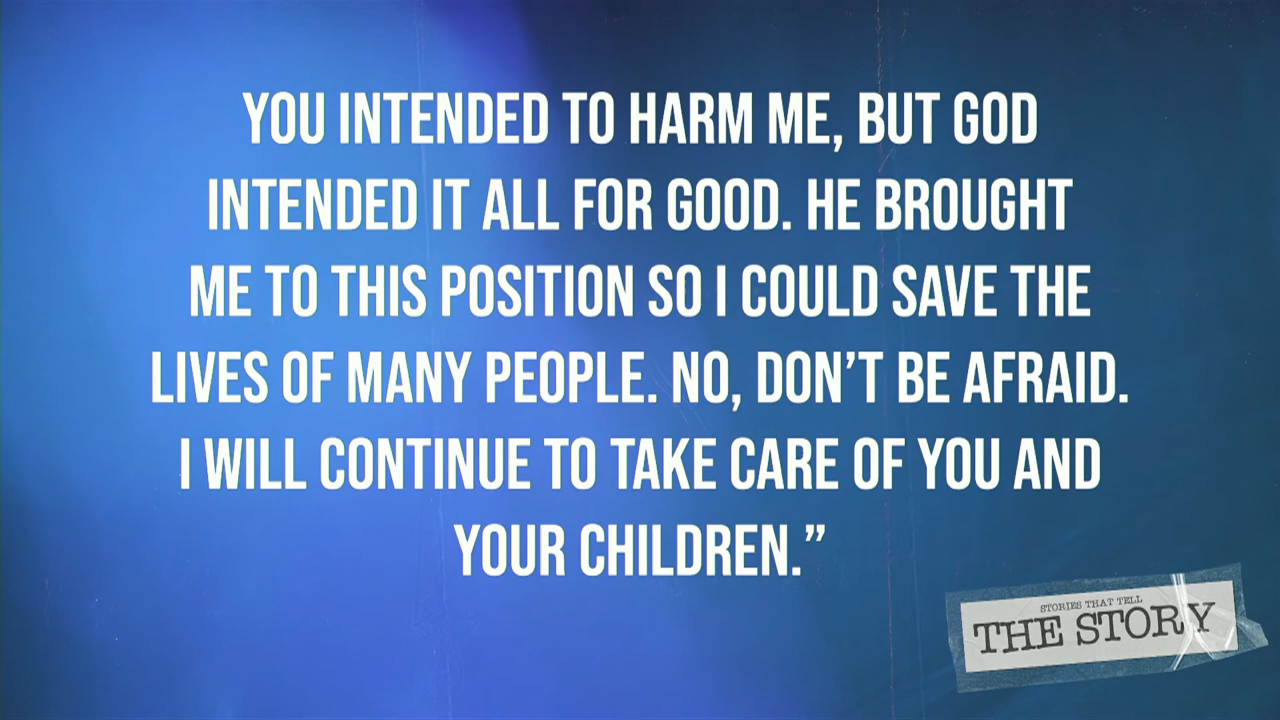 YOU INTENDED TO HARM ME, BUT GOD
INTENDED IT ALL FOR GOOD. HE BROUGHT
ME TO THIS POSITION SO I COULD SAVE THE
LIVES OF MANY PEOPLE. NO, DON’T BE AFRAID.
I WILL CONTINUE TO TAKE CARE OF YOU AND
YOUR CHILDREN.”
STORIES THAT TELL
THE STORY